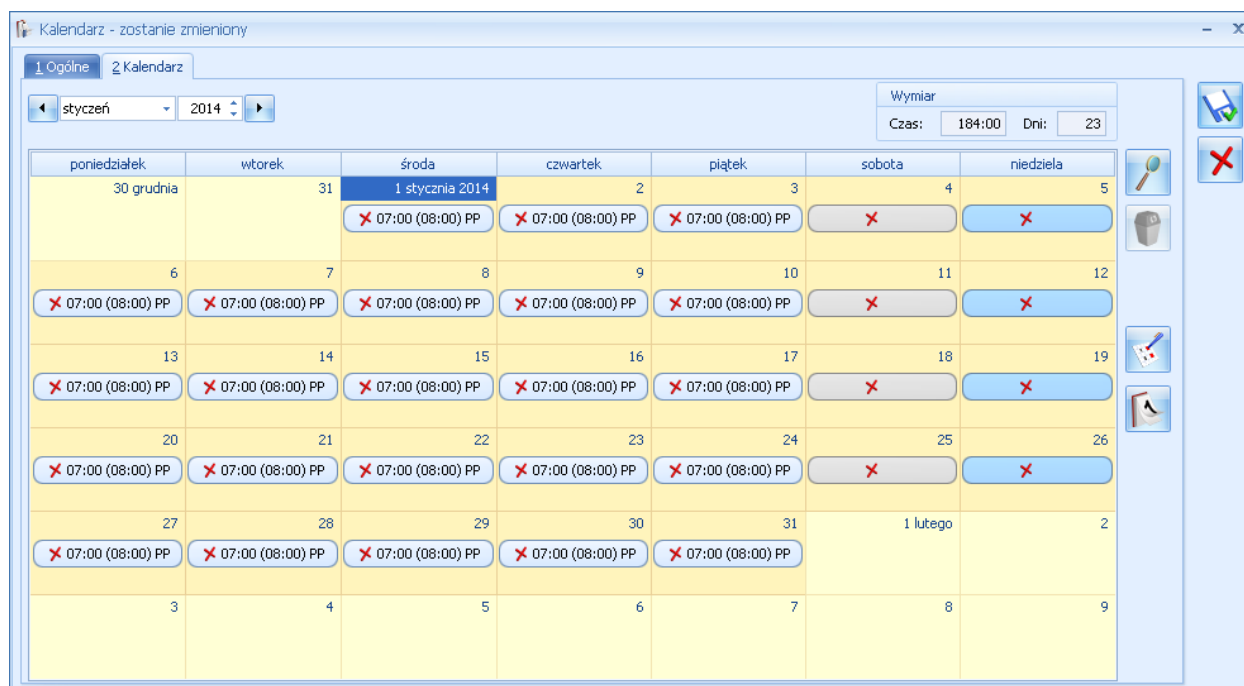 Kalendarz - zostanie zmieniony
1 Ogólne 2 Kalendarz
styczeń 2014
Wymiar
Czas: 184:00 Dni: 23
poniedziałek wtorek środa czwartek piątek sobota niedziela
30 grudnia 31 1 stycznia 2014 2 3 4 5
07:00 (08:00) PP 07:00 (08:00) PP 07:00 (08:00) PP
6 7 8 9 10 11 12
07:00 (08:00) PP 07:00 (08:00) PP 07:00 (08:00) PP 07:00 (08:00) PP 07:00 (08:00) PP
13 14 15 16 17 18 19
07:00 (08:00) PP 07:00 (08:00) PP 07:00 (08:00) PP 07:00 (08:00) PP 07:00 (08:00) PP
20 21 22 23 24 25 26
07:00 (08:00) PP 07:00 (08:00) PP 07:00 (08:00) PP 07:00 (08:00) PP 07:00 (08:00) PP
27 28 29 30 31 1 lutego 2
07:00 (08:00) PP 07:00 (08:00) PP 07:00 (08:00) PP 07:00 (08:00) PP 07:00 (08:00) PP
3 4 5 6 7 8 9